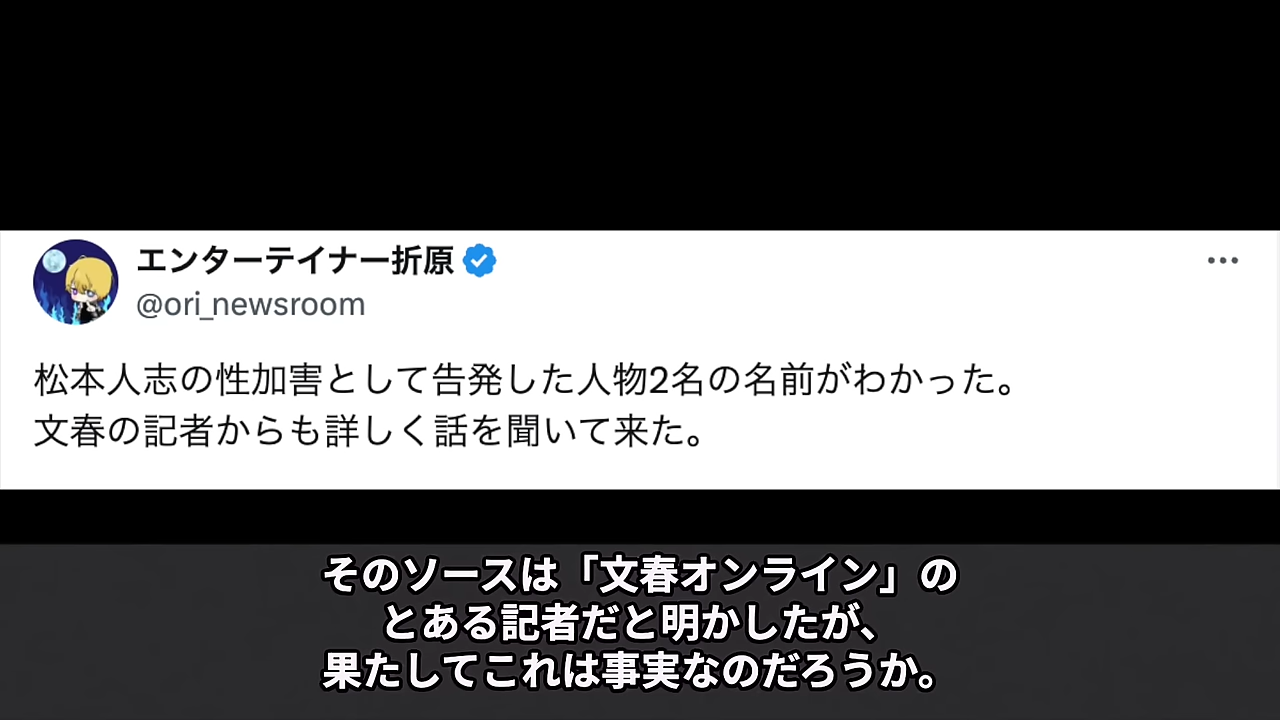 エンターテイナー折原
@ori_newsroom
松本人志の性加害として告発した人物2名の名前がわかった。
文春の記者からも詳しく話を聞いて来た。
そのソースは「文春オンライン」の
とある記者だと明かしたが、
果たしてこれは事実なのだろうか。